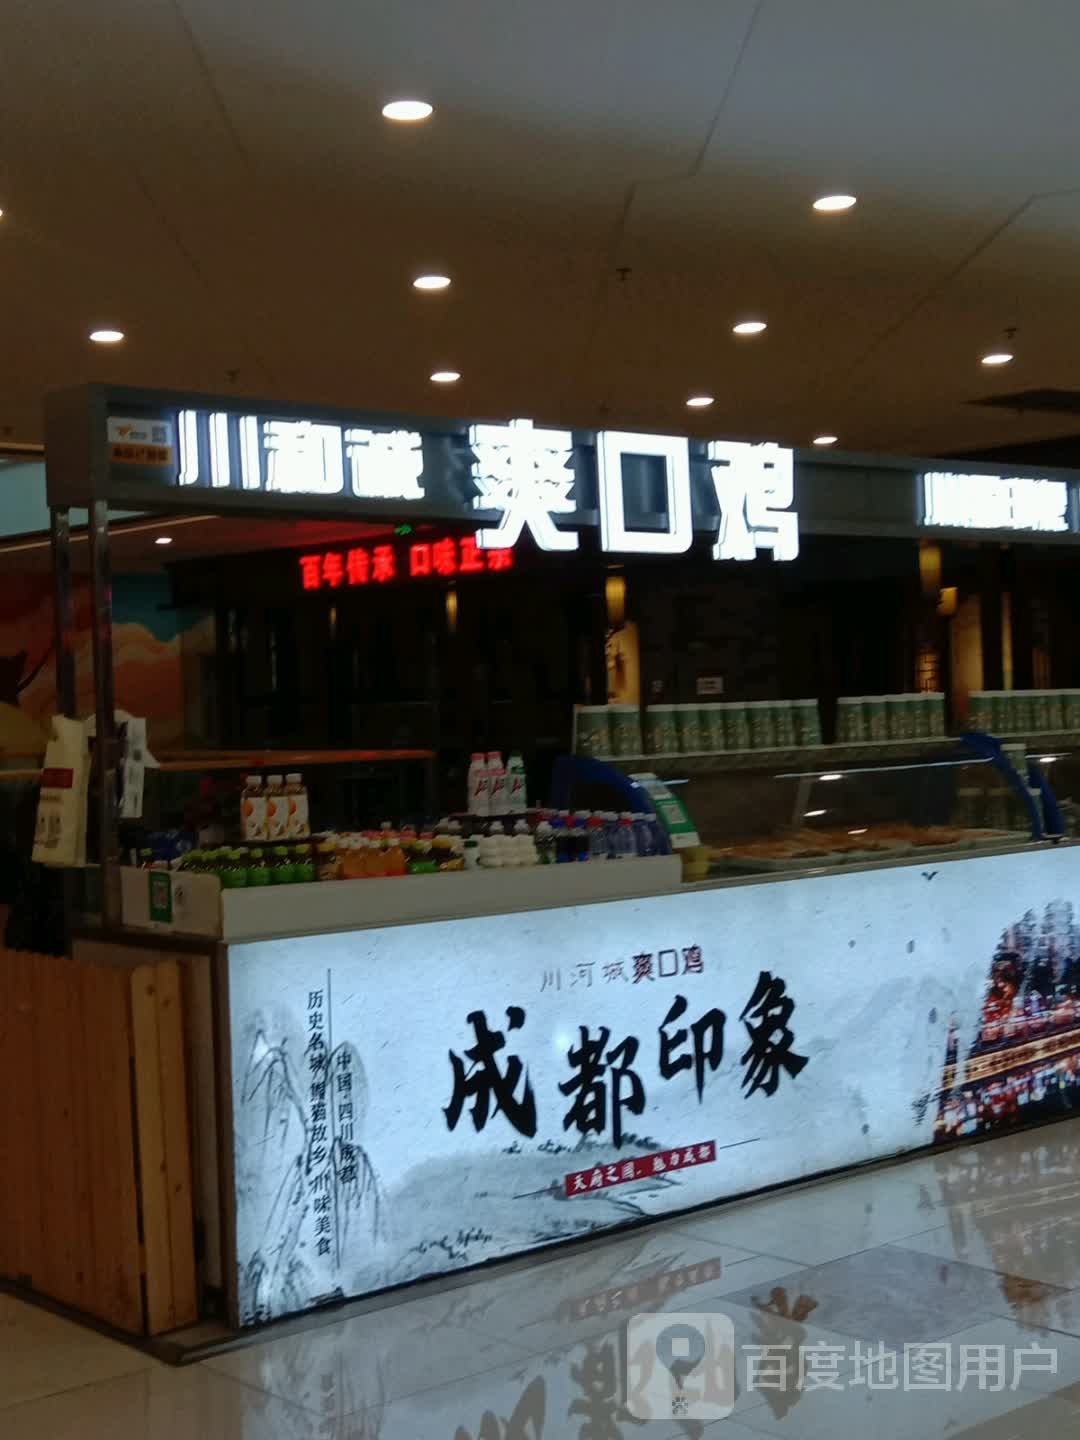 川河城 爽口鸡
百年传承 口味正宗
川河城爽口鸡
成都印象
天府之国，魅力成都
历史名城 熊猫故乡 川味美食
中国·四川成都
百度地图用户